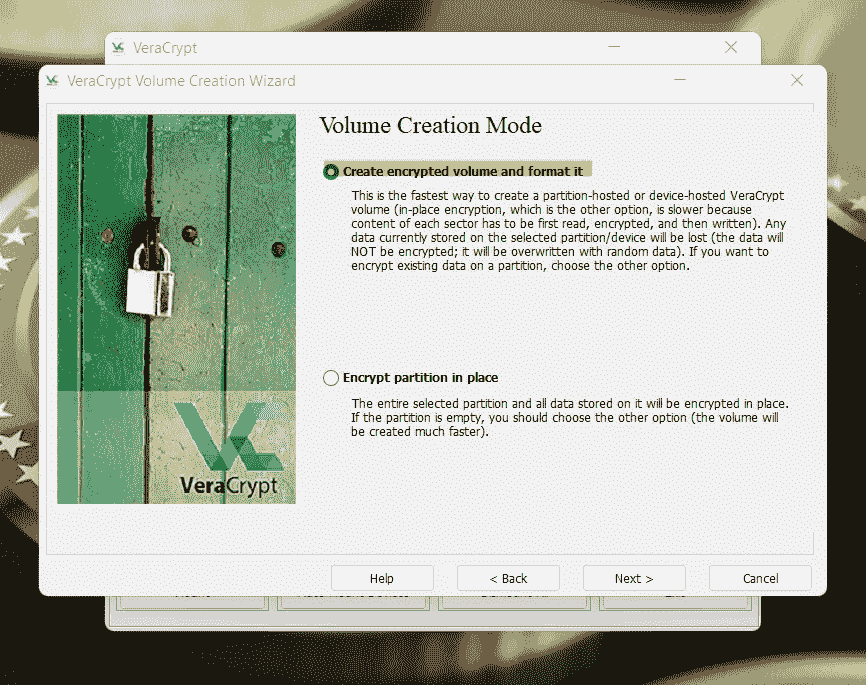 VeraCrypt
VeraCrypt Volume Creation Wizard
Volume Creation Mode
Create encrypted volume and format it
This is the fastest way to create a partition-hosted or device-hosted VeraCrypt
volume (in-place encryption, which is the other option, is slower because
content of each sector has to be first read, encrypted, and then written). Any
data currently stored on the selected partition/device will be lost (the data will
NOT be encrypted; it will be overwritten with random data). If you want to
encrypt existing data on a partition, choose the other option.
Encrypt partition in place
The entire selected partition and all data stored on it will be encrypted in place.
If the partition is empty, you should choose the other option (the volume will
be created much faster).
VeraCrypt
Help
< Back
Next >
Cancel